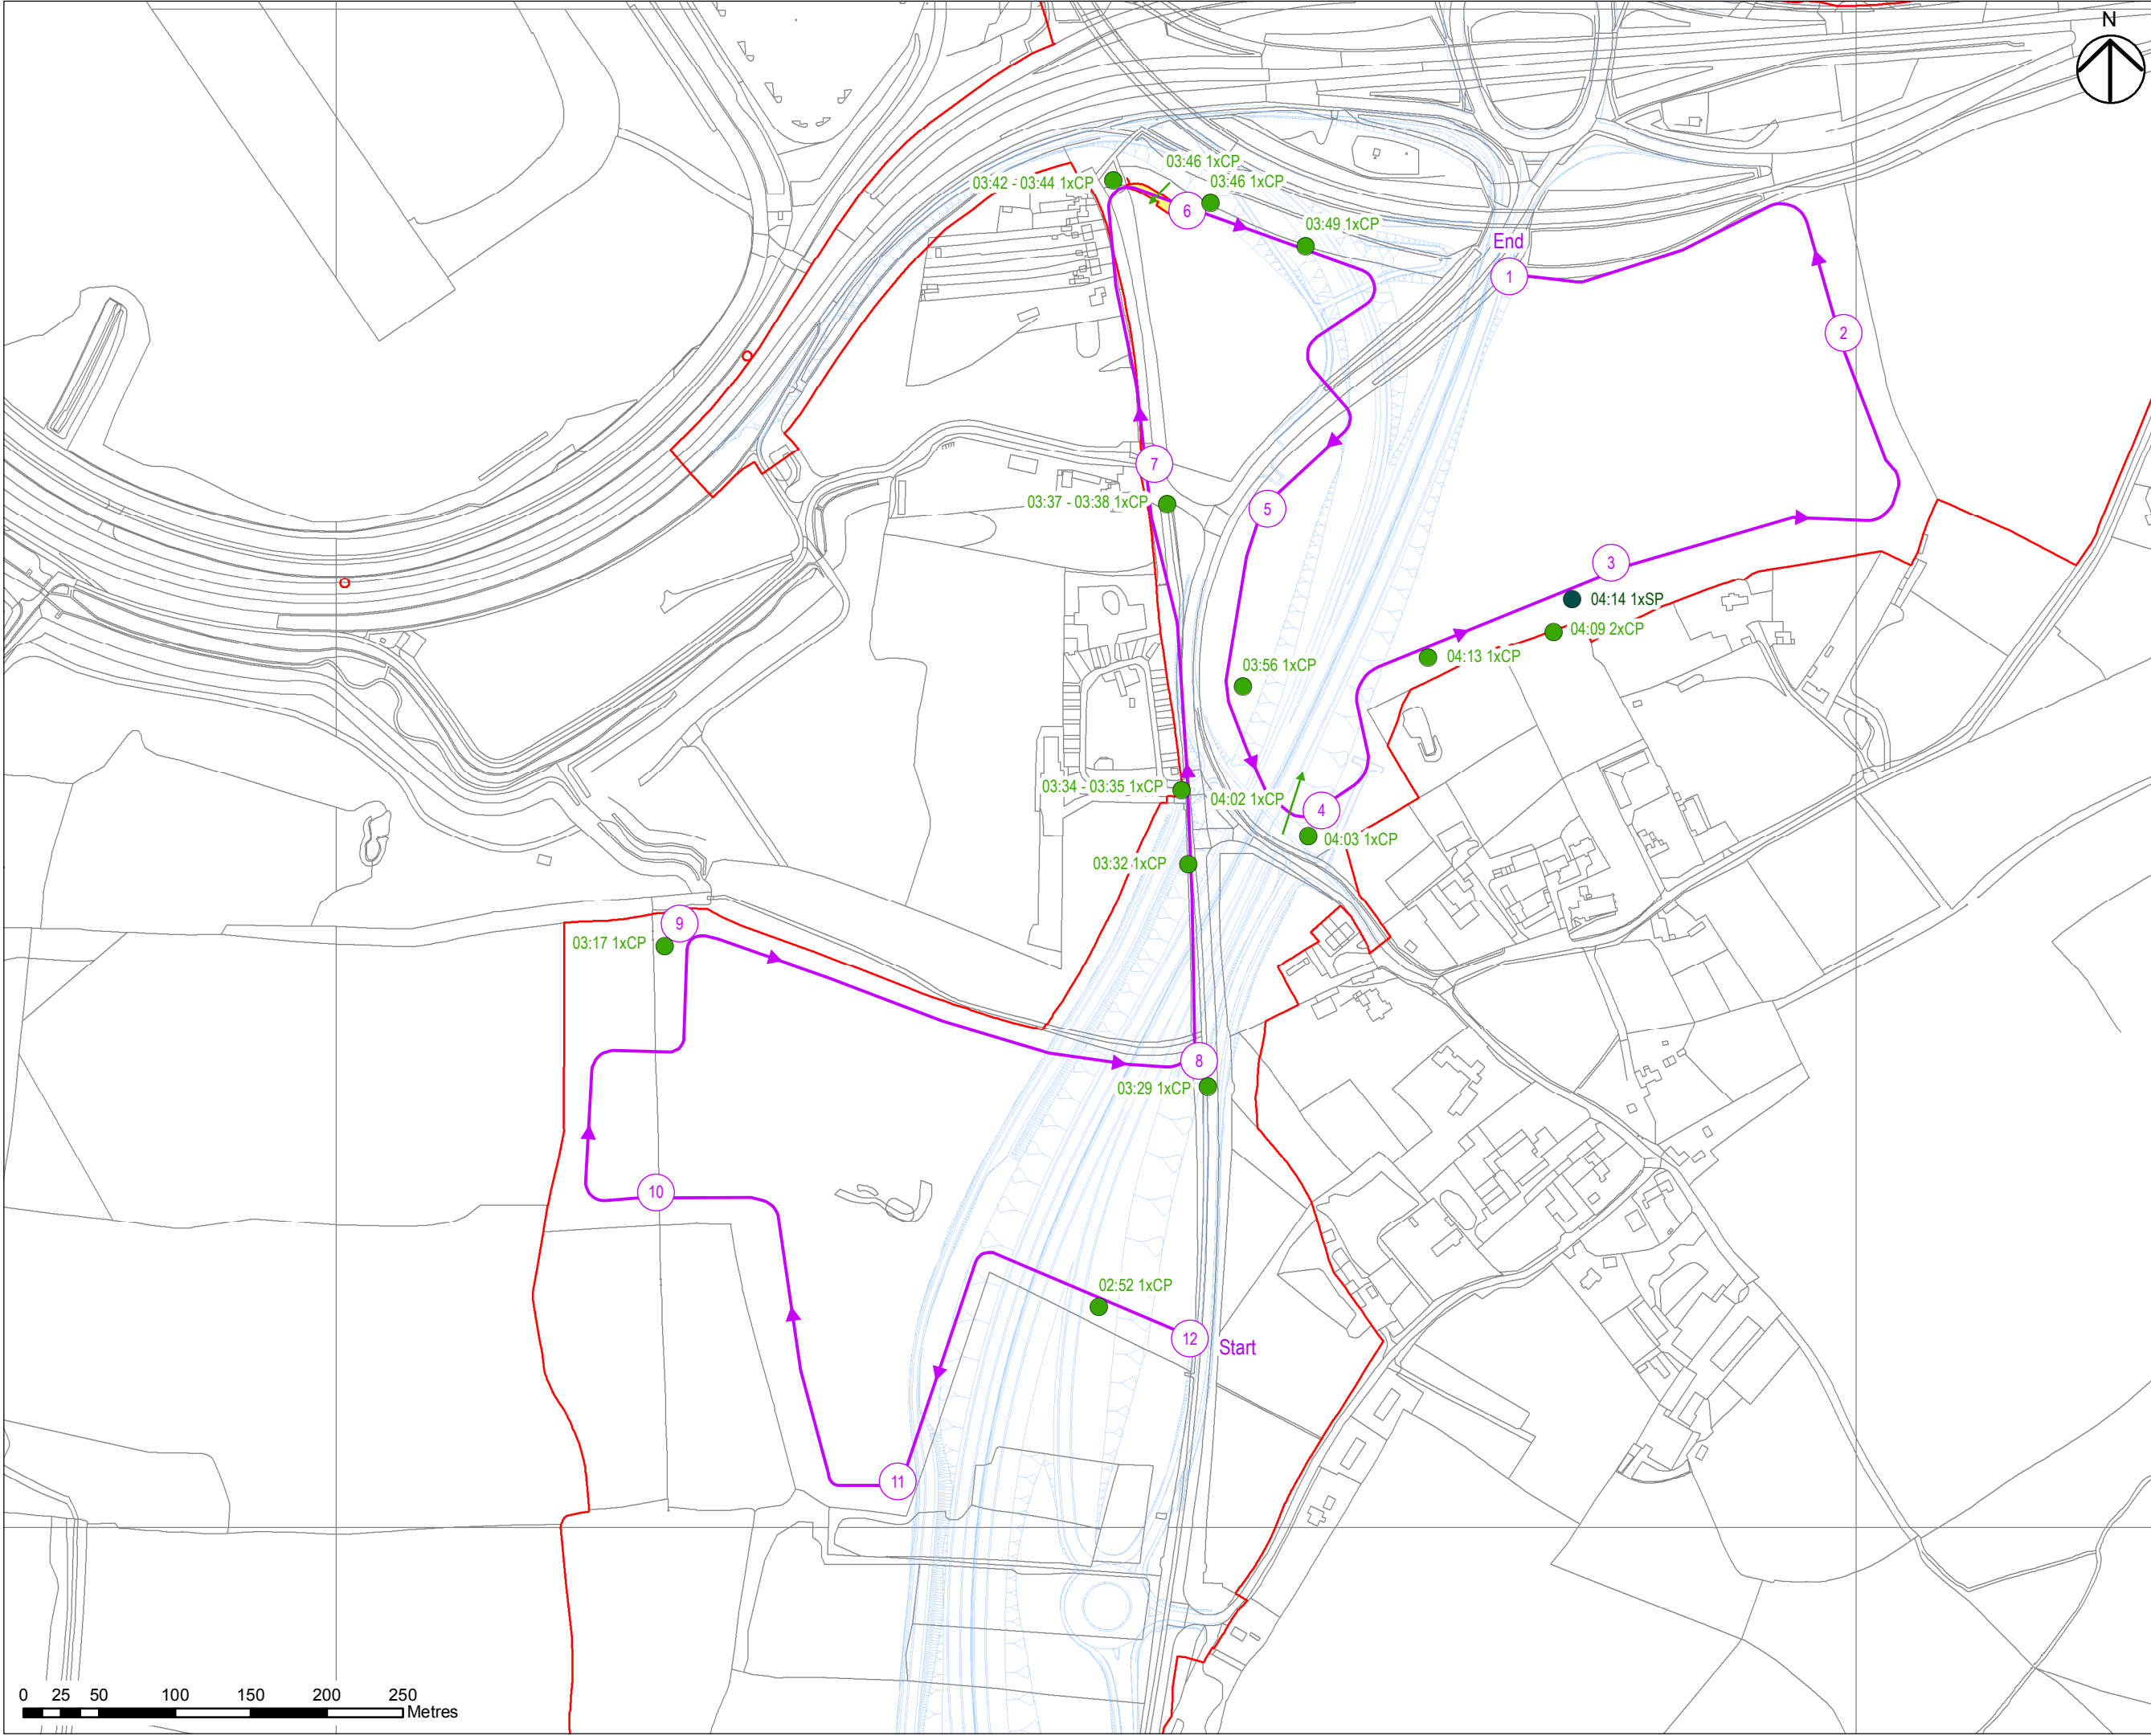 N
03:46 1xCP
03:42 - 03:44 1xCP
03:46 1xCP
6
03:49 1xCP
End
1
2
7
03:37 - 03:38 1xCP
5
3
04:14 1xSP
04:09 2xCP
04:13 1xCP
03:56 1xCP
03:34 - 03:35 1xCP
04:02 1xCP
4
04:03 1xCP
03:32 1xCP
9
03:17 1xCP
8
03:29 1xCP
10
02:52 1xCP
12
Start
11
0 25 50 100 150 200 250
Metres